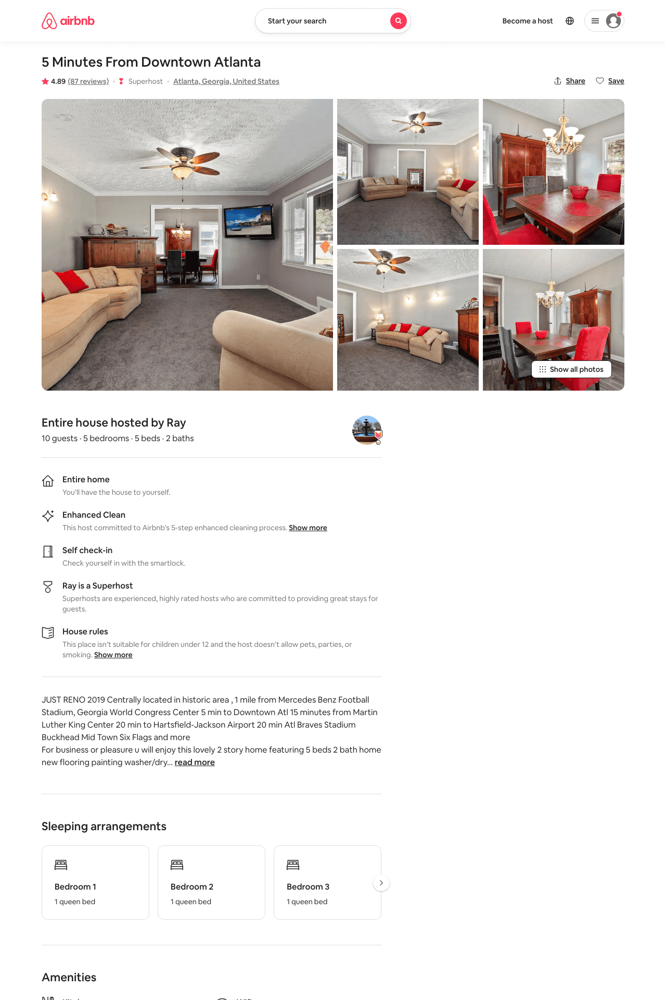 airbnb
Start your search
Become a host
5 Minutes From Downtown Atlanta
4.89 (87 reviews) · Superhost · Atlanta, Georgia, United States
Share
Save
Show all photos
Entire house hosted by Ray
10 guests · 5 bedrooms · 5 beds · 2 baths
Entire home
You’ll have the house to yourself.
Enhanced Clean
This host committed to Airbnb's 5-step enhanced cleaning process. Show more
Self check-in
Check yourself in with the smartlock.
Ray is a Superhost
Superhosts are experienced, highly rated hosts who are committed to providing great stays for
guests.
House rules
This place isn’t suitable for children under 12 and the host doesn’t allow pets, parties, or
smoking. Show more
JUST RENO 2019 Centrally located in historic area , 1 mile from Mercedes Benz Football
Stadium, Georgia World Congress Center 5 min to Downtown Atl 15 minutes from Martin
Luther King Center 20 min to Hartsfield-Jackson Airport 20 min Atl Braves Stadium
Buckhead Mid Town Six Flags and more
For business or pleasure u will enjoy this lovely 2 story home featuring 5 beds 2 bath home
new flooring painting washer/dry... read more
Sleeping arrangements
Bedroom 1
1 queen bed
Bedroom 2
1 queen bed
Bedroom 3
1 queen bed
Amenities